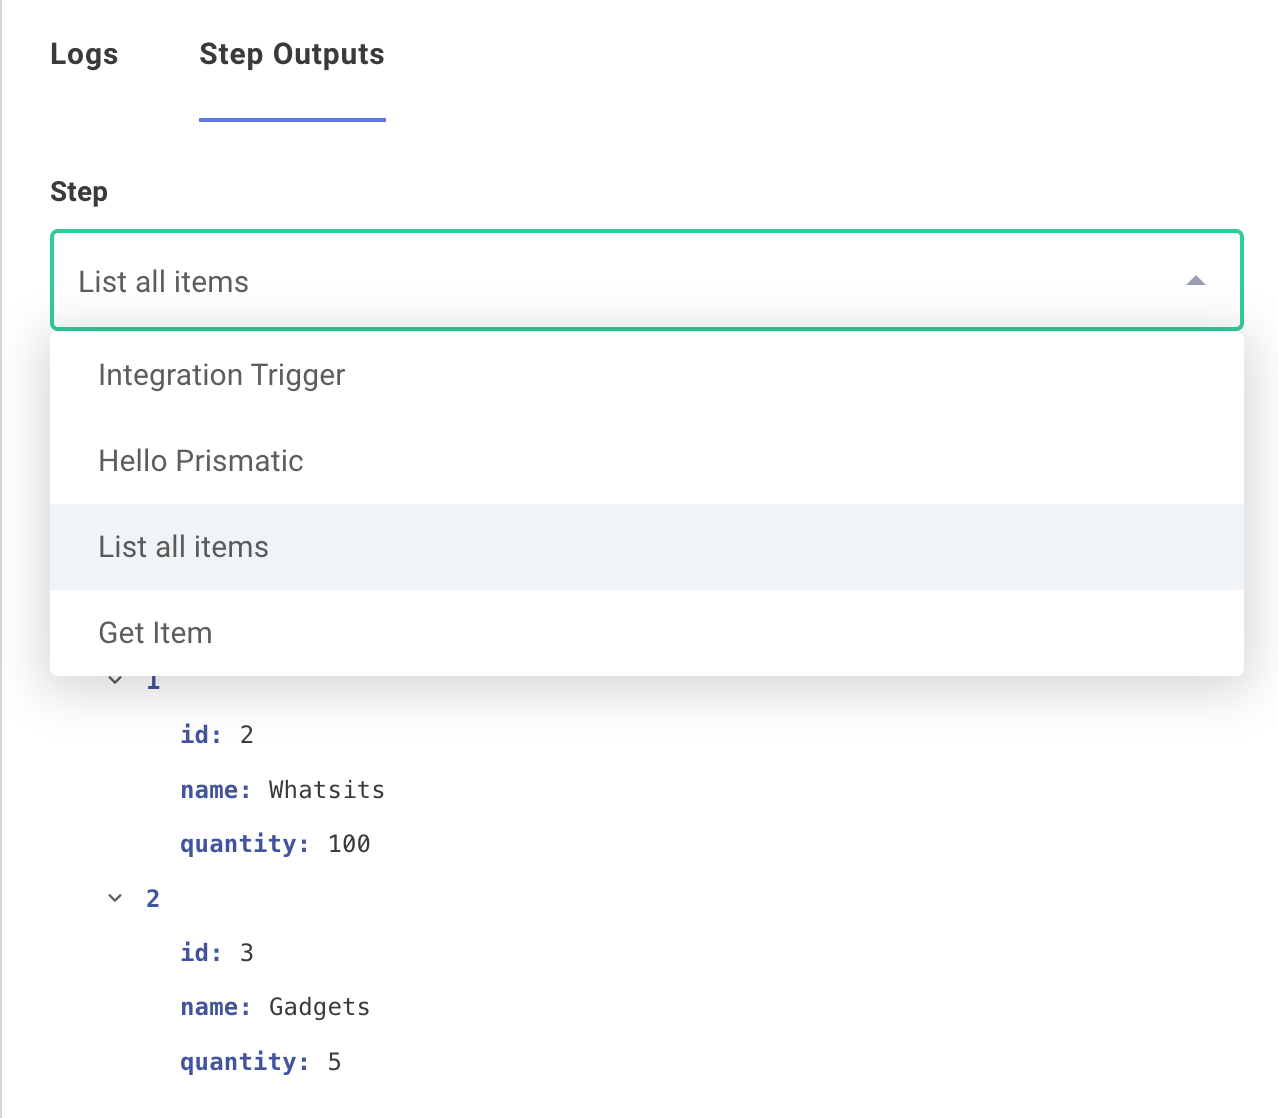 Logs Step Outputs
Step
List all items
Integration Trigger
Hello Prismatic
List all items
Get Item
1
id: 2
name: Whatsits
quantity: 100
2
id: 3
name: Gadgets
quantity: 5